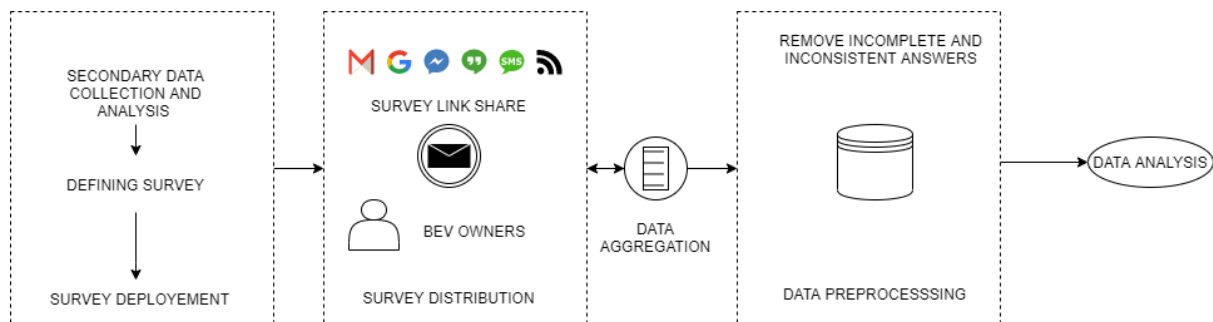 SECONDARY DATA
COLLECTION AND
ANALYSIS
DEFINING SURVEY
SURVEY DEPLOYEMENT
SMS
SURVEY LINK SHARE
BEV OWNERS
SURVEY DISTRIBUTION
DATA
AGGREGATION
REMOVE INCOMPLETE AND
INCONSISTENT ANSWERS
DATA PREPROCESSSING
DATA ANALYSIS